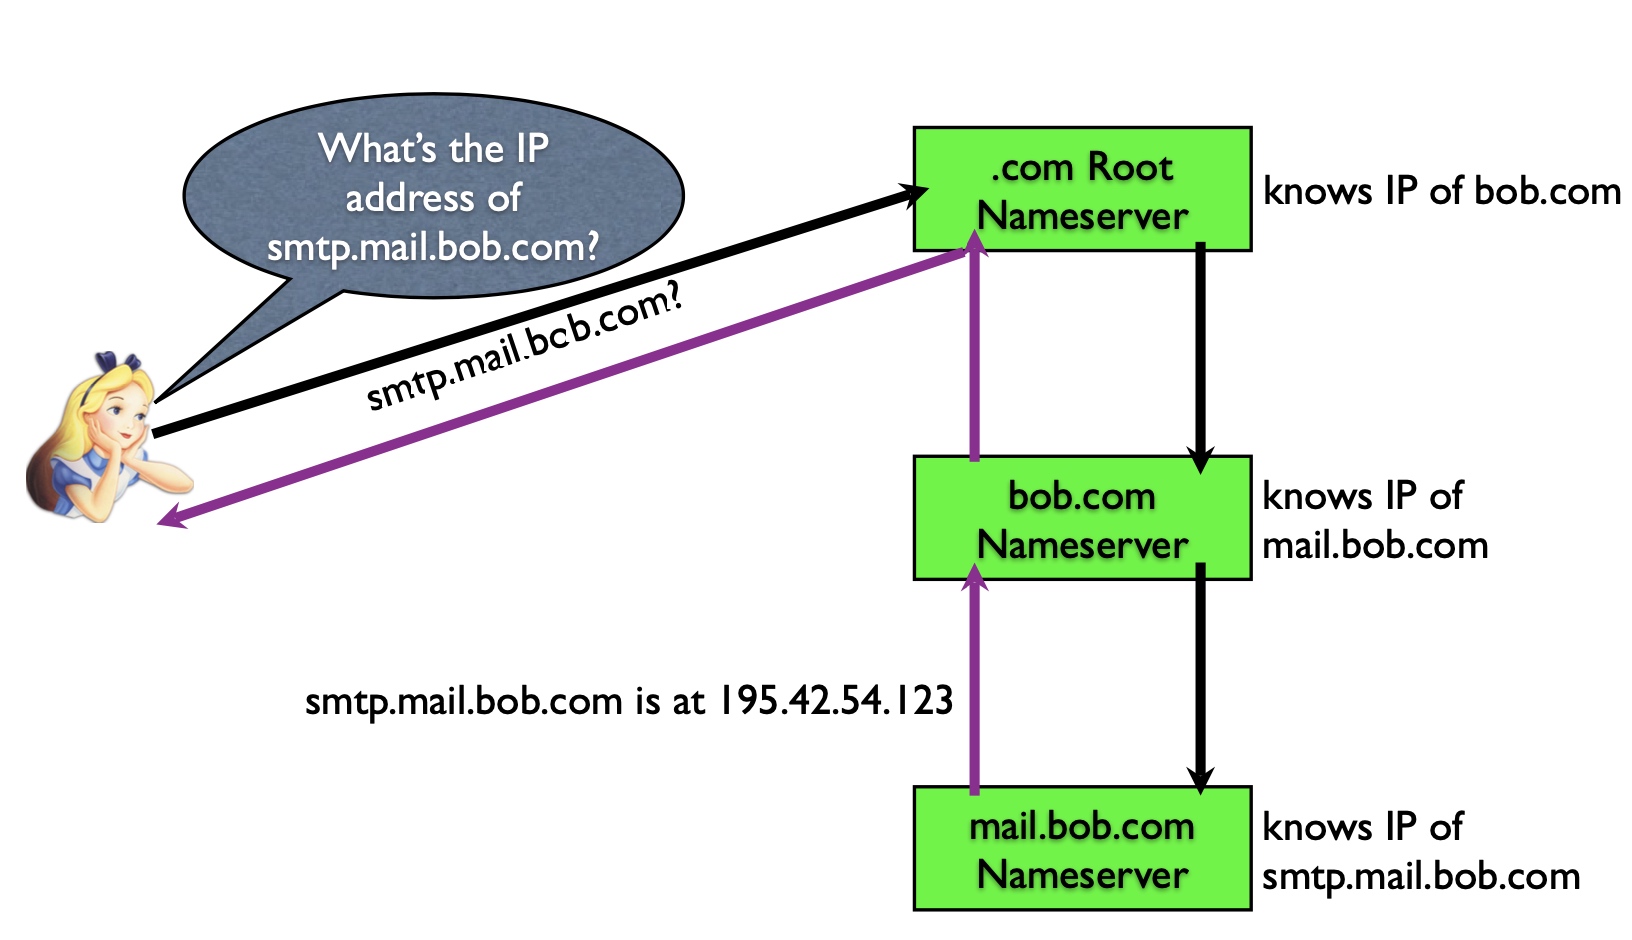 What's the IP
address of
smtp.mail.bob.com?
.com Root
Nameserver
knows IP of bob.com
smtp.mail.bob.com?
bob.com
Nameserver
knows IP of
mail.bob.com
smtp.mail.bob.com is at 195.42.54.123
mail.bob.com
Nameserver
knows IP of
smtp.mail.bob.com